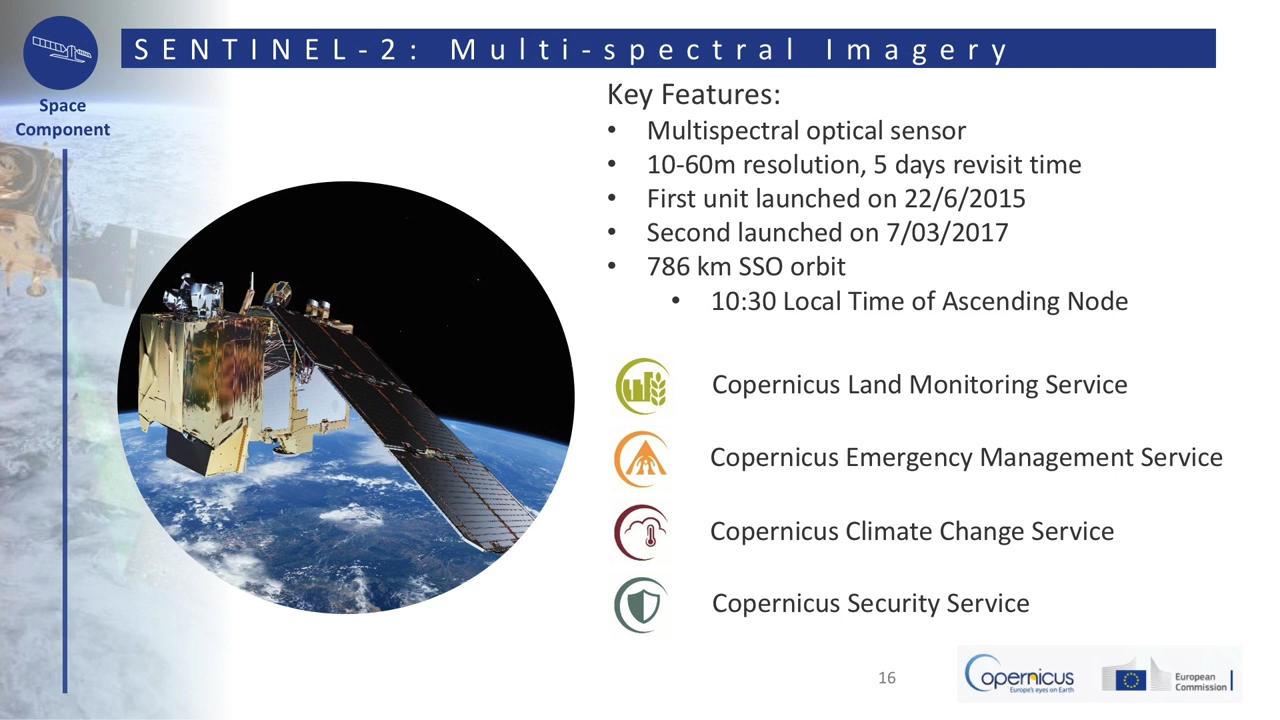 SENTINEL-2: Multi-spectral Imagery
Space
Component
Key Features:
• Multispectral optical sensor
• 10-60m resolution, 5 days revisit time
• First unit launched on 22/6/2015
• Second launched on 7/03/2017
• 786 km SSO orbit
• 10:30 Local Time of Ascending Node
Copernicus Land Monitoring Service
Copernicus Emergency Management Service
Copernicus Climate Change Service
Copernicus Security Service
16
Copernicus
Europe's eyes on Earth
European
Commission